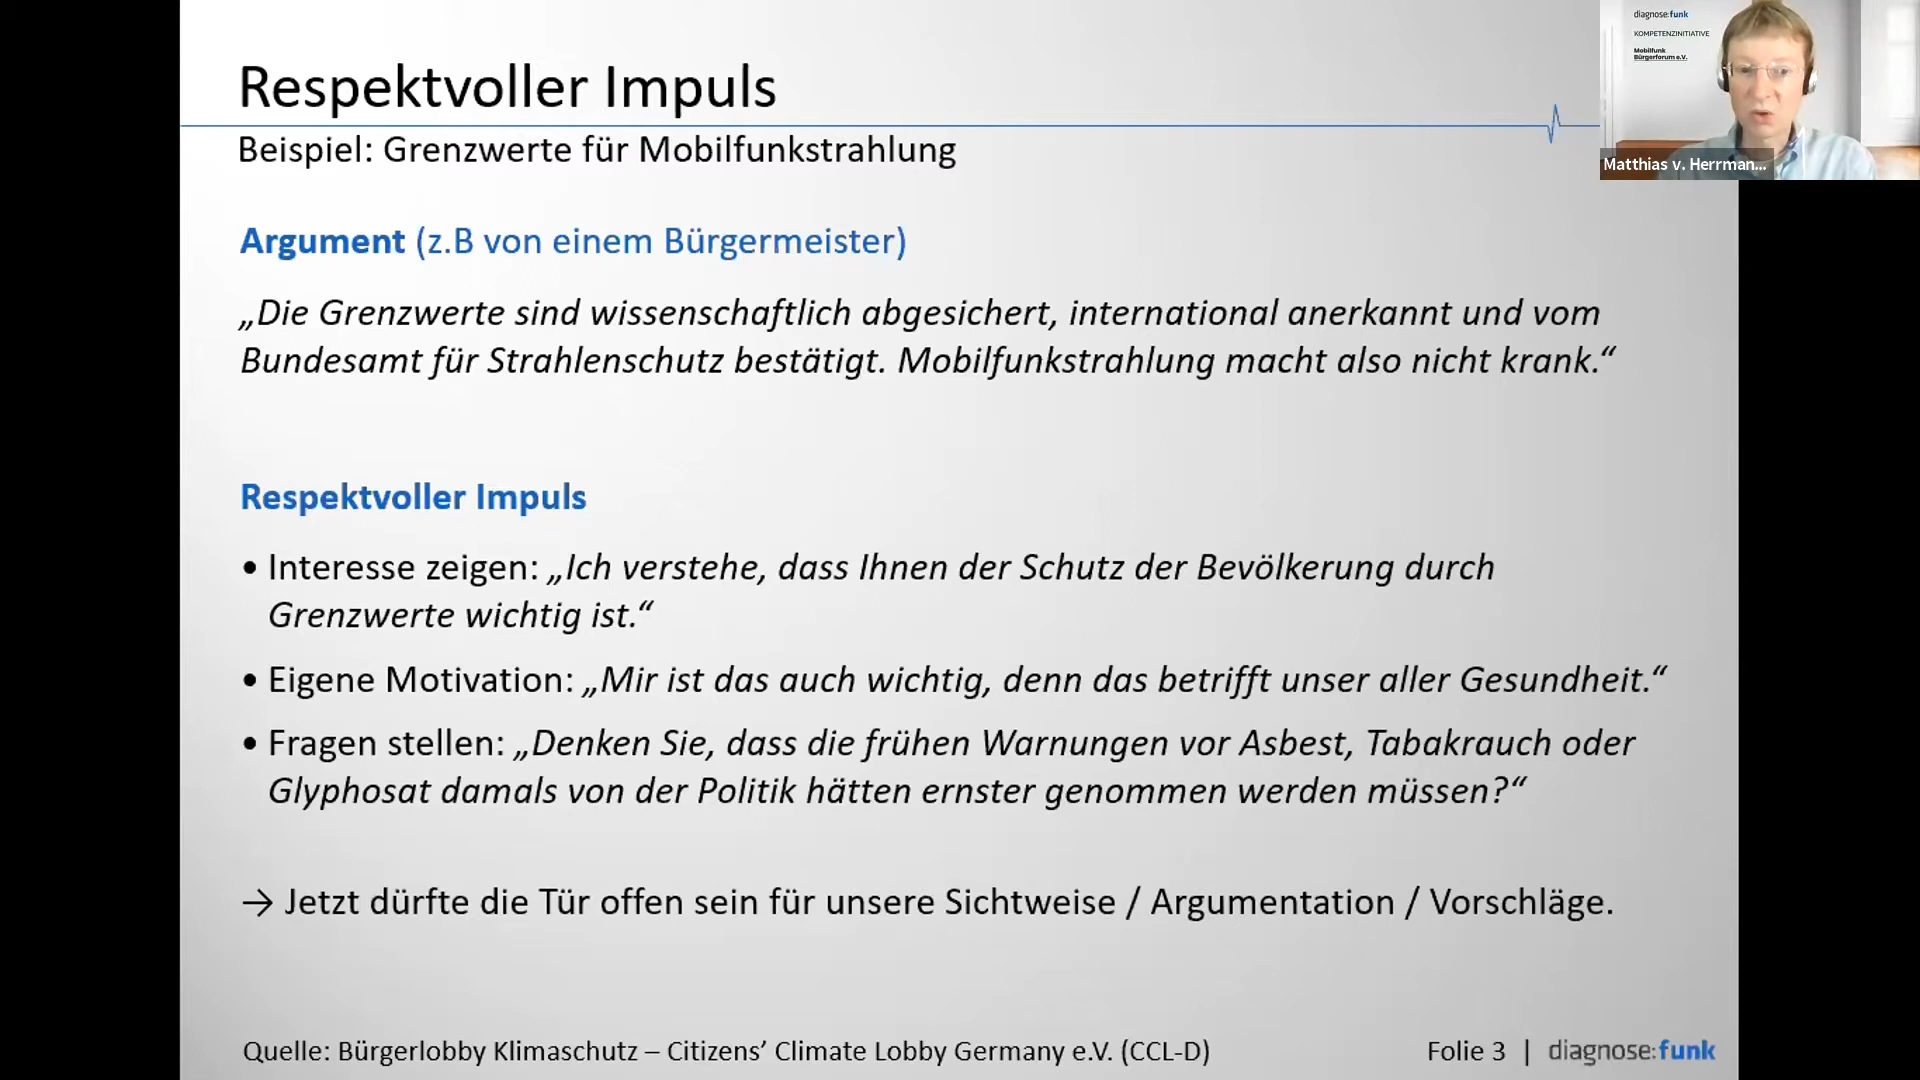 Respektvoller Impuls
Beispiel: Grenzwerte für Mobilfunkstrahlung
diagnose:funk
KOMPETENZINITIATIVE
Mobilfunk
Bürgerforum e.V.
Matthias v. Herrman...
Argument (z.B von einem Bürgermeister)
„Die Grenzwerte sind wissenschaftlich abgesichert, international anerkannt und vom
Bundesamt für Strahlenschutz bestätigt. Mobilfunkstrahlung macht also nicht krank.“
Respektvoller Impuls
• Interesse zeigen: „Ich verstehe, dass Ihnen der Schutz der Bevölkerung durch
Grenzwerte wichtig ist.“
• Eigene Motivation: „Mir ist das auch wichtig, denn das betrifft unser aller Gesundheit.“
• Fragen stellen: „Denken Sie, dass die frühen Warnungen vor Asbest, Tabakrauch oder
Glyphosat damals von der Politik hätten ernster genommen werden müssen?“
→ Jetzt dürfte die Tür offen sein für unsere Sichtweise / Argumentation / Vorschläge.
Quelle: Bürgerlobby Klimaschutz – Citizens’ Climate Lobby Germany e.V. (CCL-D)
Folie 3 | diagnose:funk